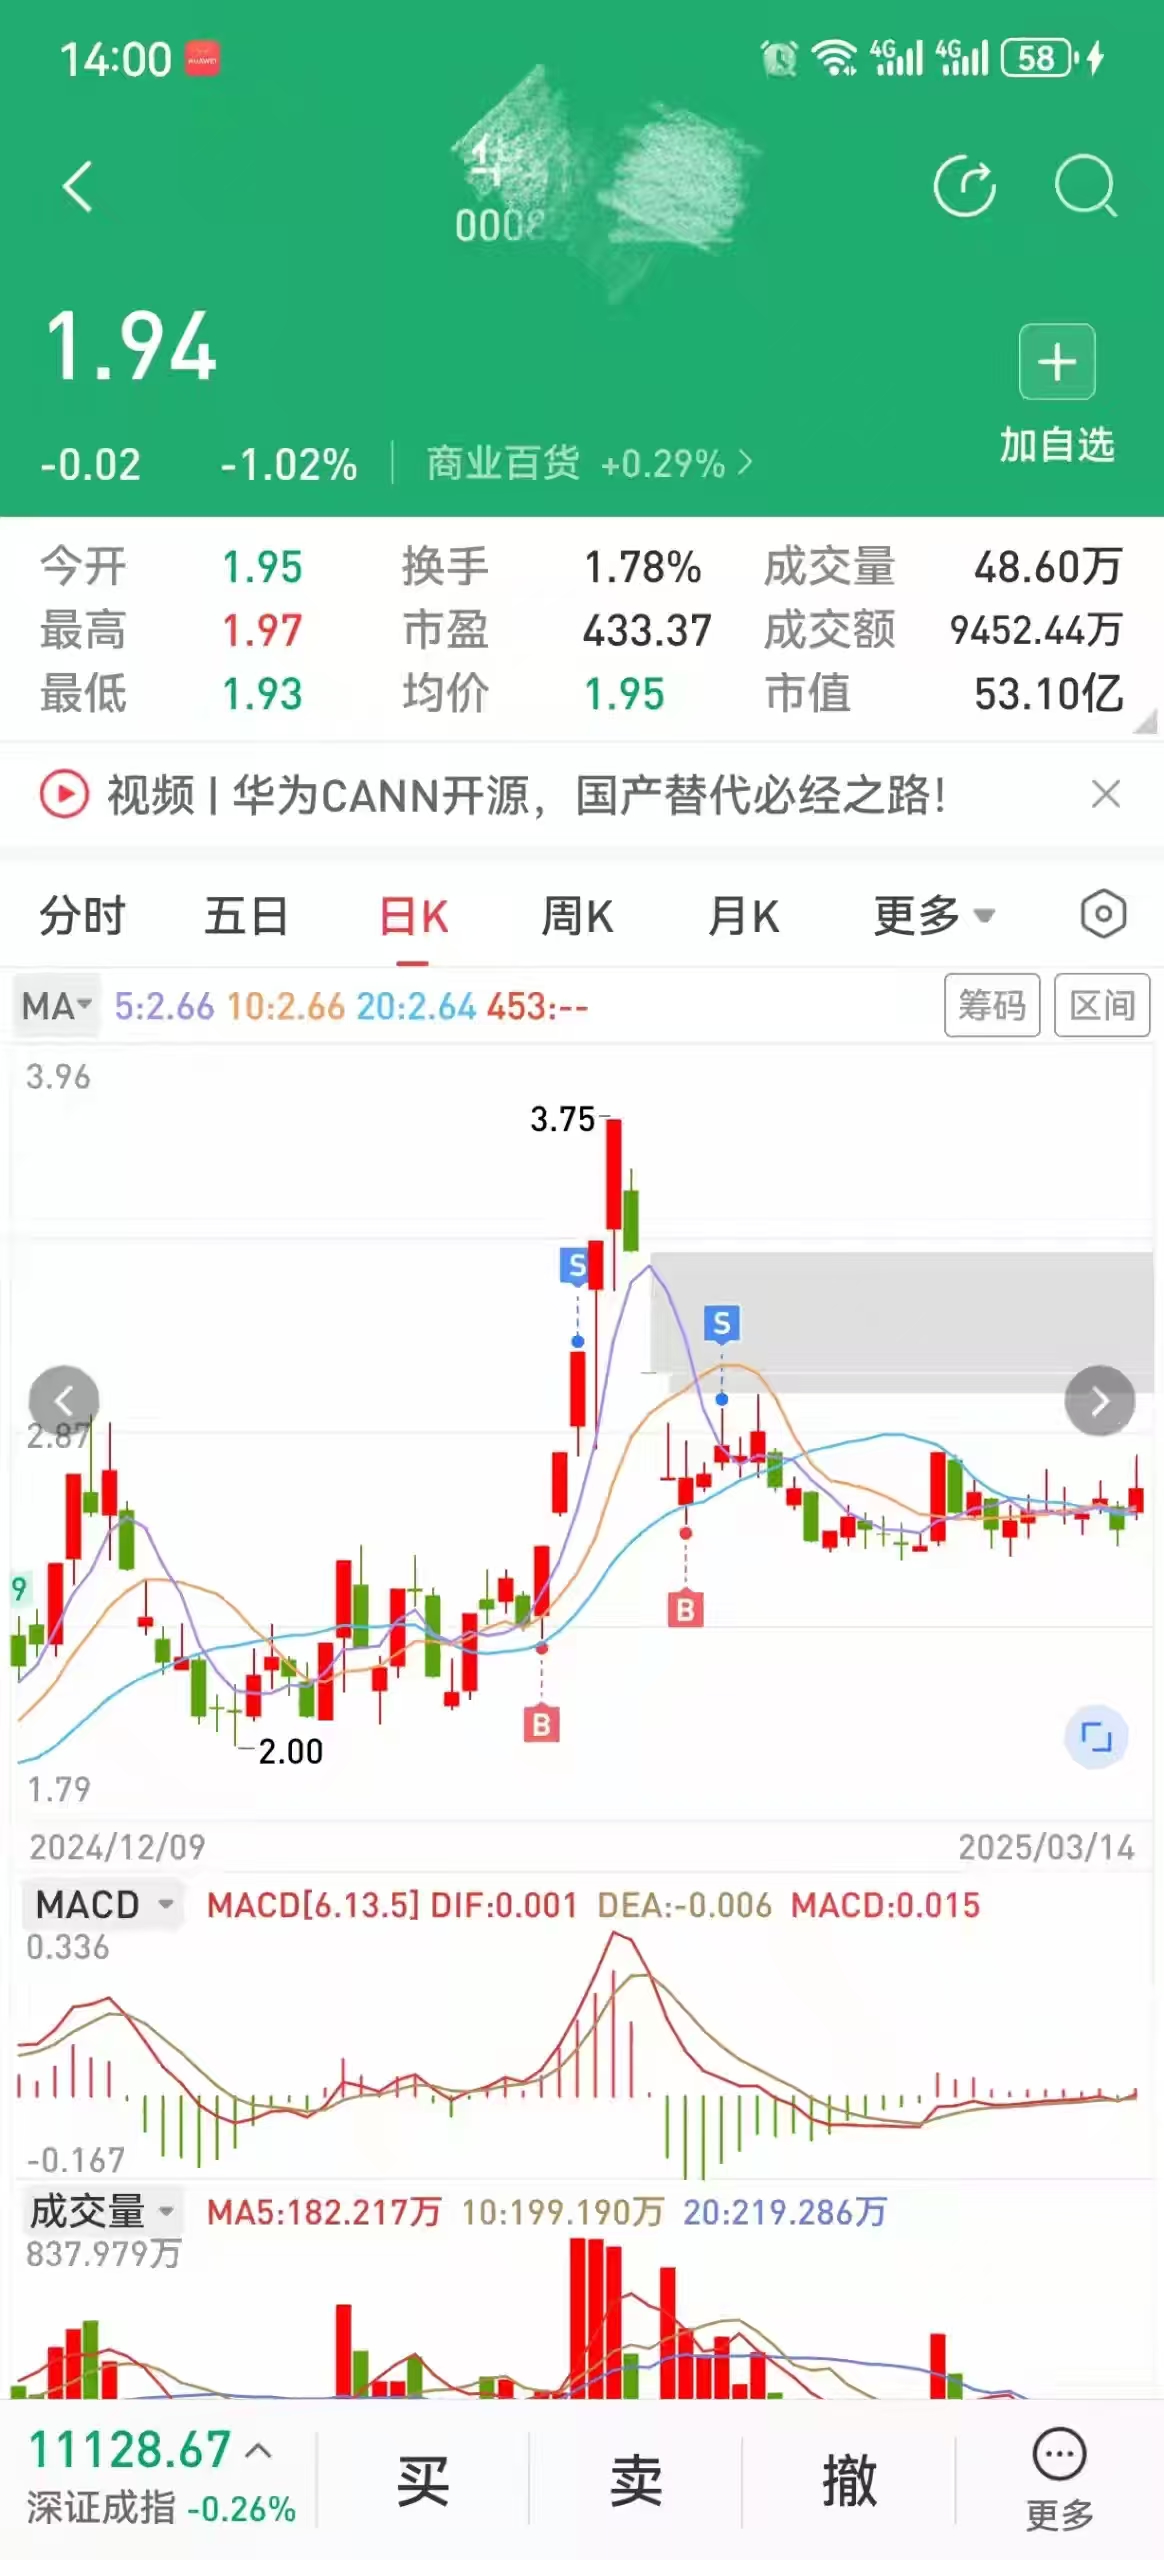 14:00 HUAWEI 4G 4G 58
华
0008
1.94
加自选
-0.02 -1.02% 商业百货 +0.29%
今开 1.95 换手 1.78% 成交量 48.60万
最高 1.97 市盈 433.37 成交额 9452.44万
最低 1.93 均价 1.95 市值 53.10亿
视频 | 华为CANN开源，国产替代必经之路！
分时 五日 日K 周K 月K 更多
MA 5:2.66 10:2.66 20:2.64 453:-- 筹码 区间
3.96
3.75
S
S
2.87
9
B
B
2.00
1.79
2024/12/09 2025/03/14
MACD MACD[6.13.5] DIF:0.001 DEA:-0.006 MACD:0.015
0.336
-0.167
成交量 MA5:182.217万 10:199.190万 20:219.286万
837.979万
11128.67 买 卖 撤
深证成指 -0.26% 更多